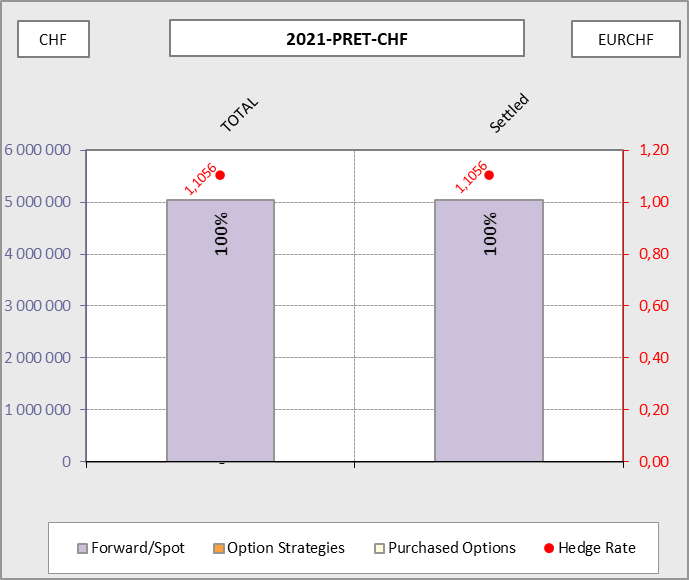 CHF
2021-PRET-CHF
EURCHF
TOTAL
Settled
6 000 000
5 000 000
4 000 000
3 000 000
2 000 000
1 000 000
0
1,1056
1,1056
100%
100%
-
1,20
1,00
0,80
0,60
0,40
0,20
0,00
Forward/Spot
Option Strategies
Purchased Options
Hedge Rate